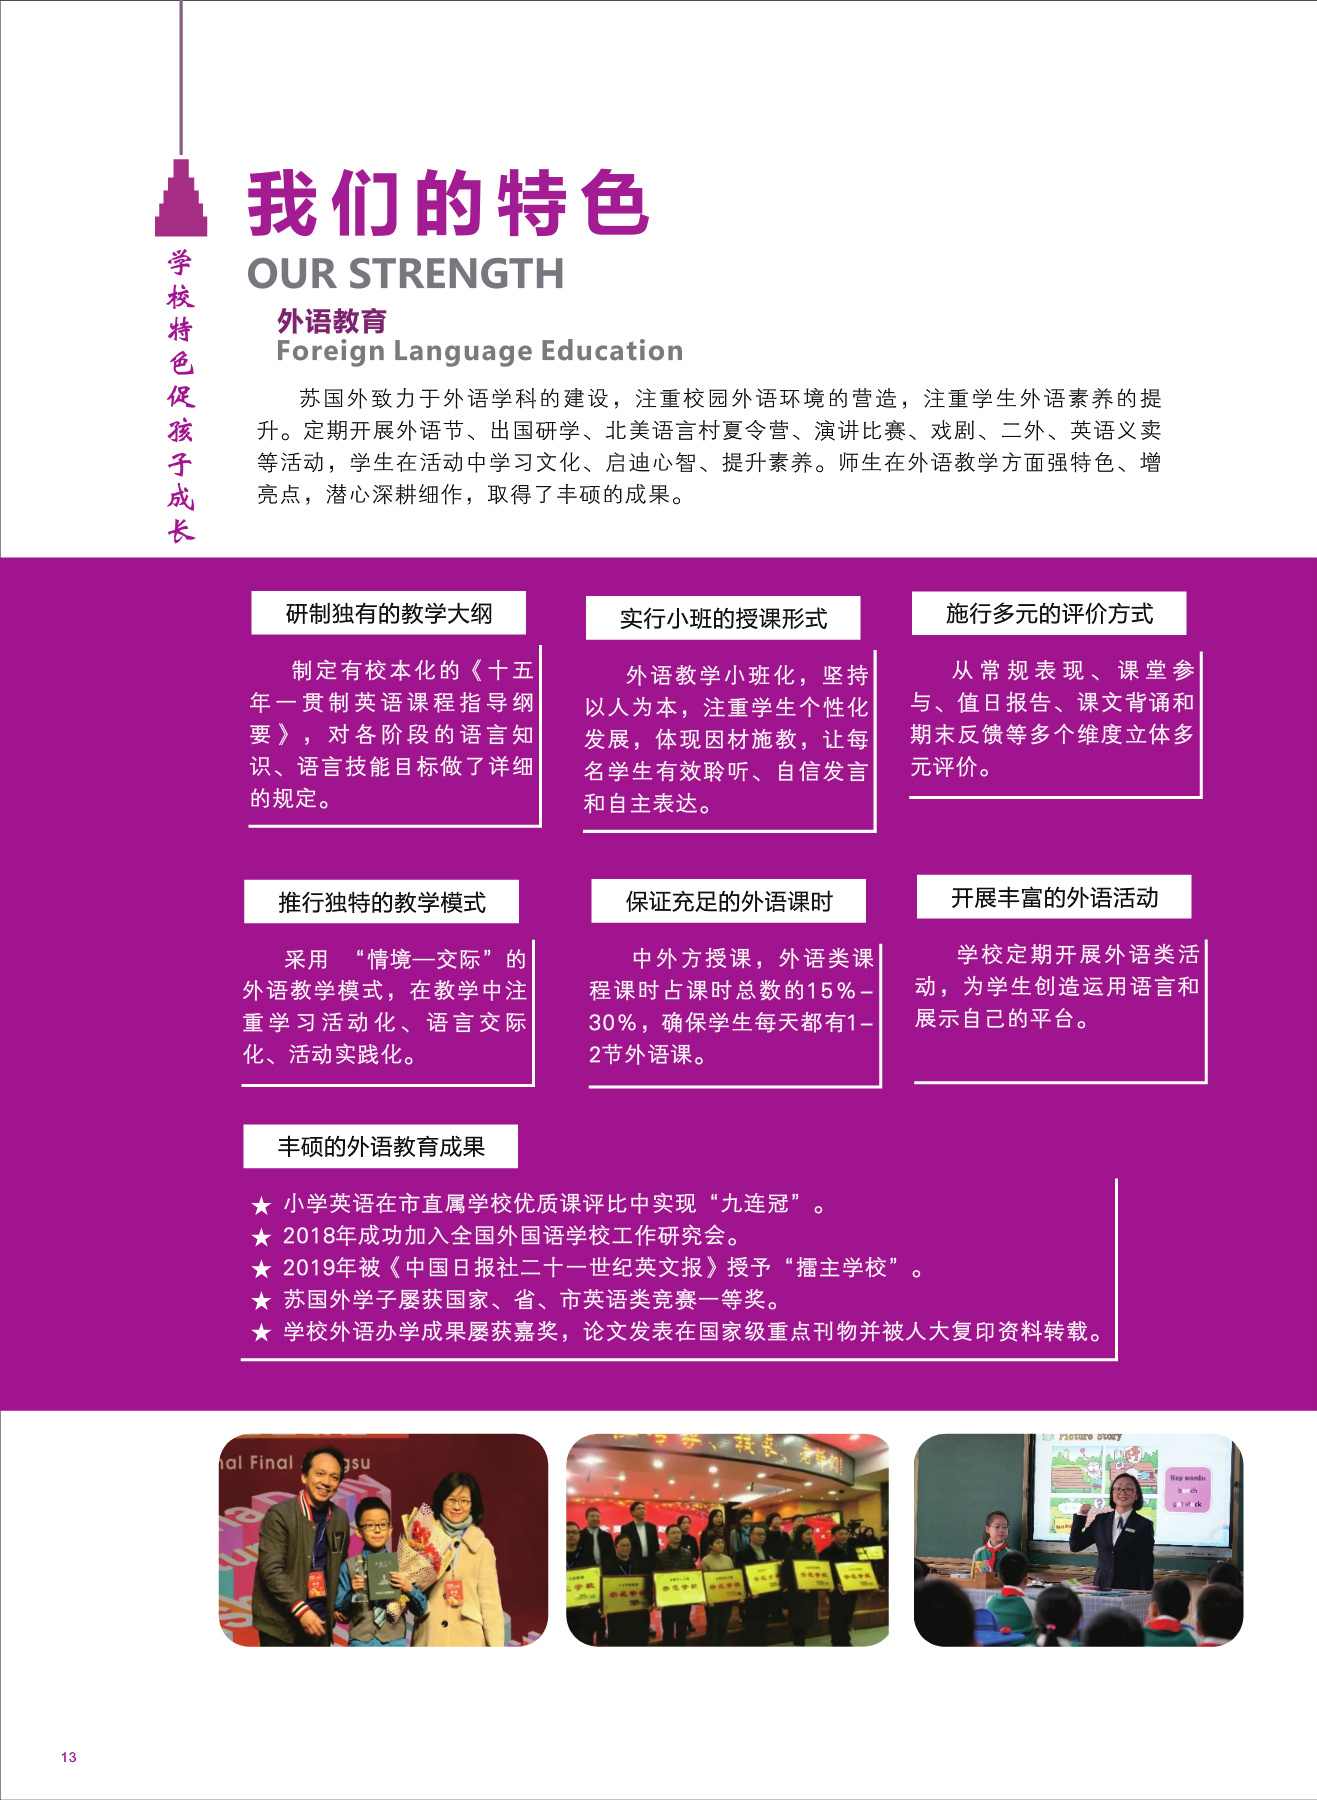 我们的特色
OUR STRENGTH
学校特色促孩子成长
外语教育
Foreign Language Education
苏国外致力于外语学科的建设，注重校园外语环境的营造，注重学生外语素养的提
升。定期开展外语节、出国研学、北美语言村夏令营、演讲比赛、戏剧、二外、英语义卖
等活动，学生在活动中学习文化、启迪心智、提升素养。师生在外语教学方面强特色、增
亮点，潜心深耕细作，取得了丰硕的成果。
研制独有的教学大纲
制定有校本化的《十五
年一贯制英语课程指导纲
要》，对各阶段的语言知
识、语言技能目标做了详细
的规定。
实行小班的授课形式
外语教学小班化，坚持
以人为本，注重学生个性化
发展，体现因材施教，让每
名学生有效聆听、自信发言
和自主表达。
施行多元的评价方式
从常规表现、课堂参
与、值日报告、课文背诵和
期末反馈等多个维度立体多
元评价。
推行独特的教学模式
采用 “情境—交际”的
外语教学模式，在教学中注
重学习活动化、语言交际
化、活动实践化。
保证充足的外语课时
中外方授课，外语类课
程课时占课时总数的15%-
30%，确保学生每天都有1-
2节外语课。
开展丰富的外语活动
学校定期开展外语类活
动，为学生创造运用语言和
展示自己的平台。
丰硕的外语教育成果
★ 小学英语在市直属学校优质课评比中实现“九连冠”。
★ 2018年成功加入全国外国语学校工作研究会。
★ 2019年被《中国日报社二十一世纪英文报》授予“擂主学校”。
★ 苏国外学子屡获国家、省、市英语类竞赛一等奖。
★ 学校外语办学成果屡获嘉奖，论文发表在国家级重点刊物并被人大复印资料转载。
nal Final
gsu
示范学校
示范学校
Picture Story
Key words:
13